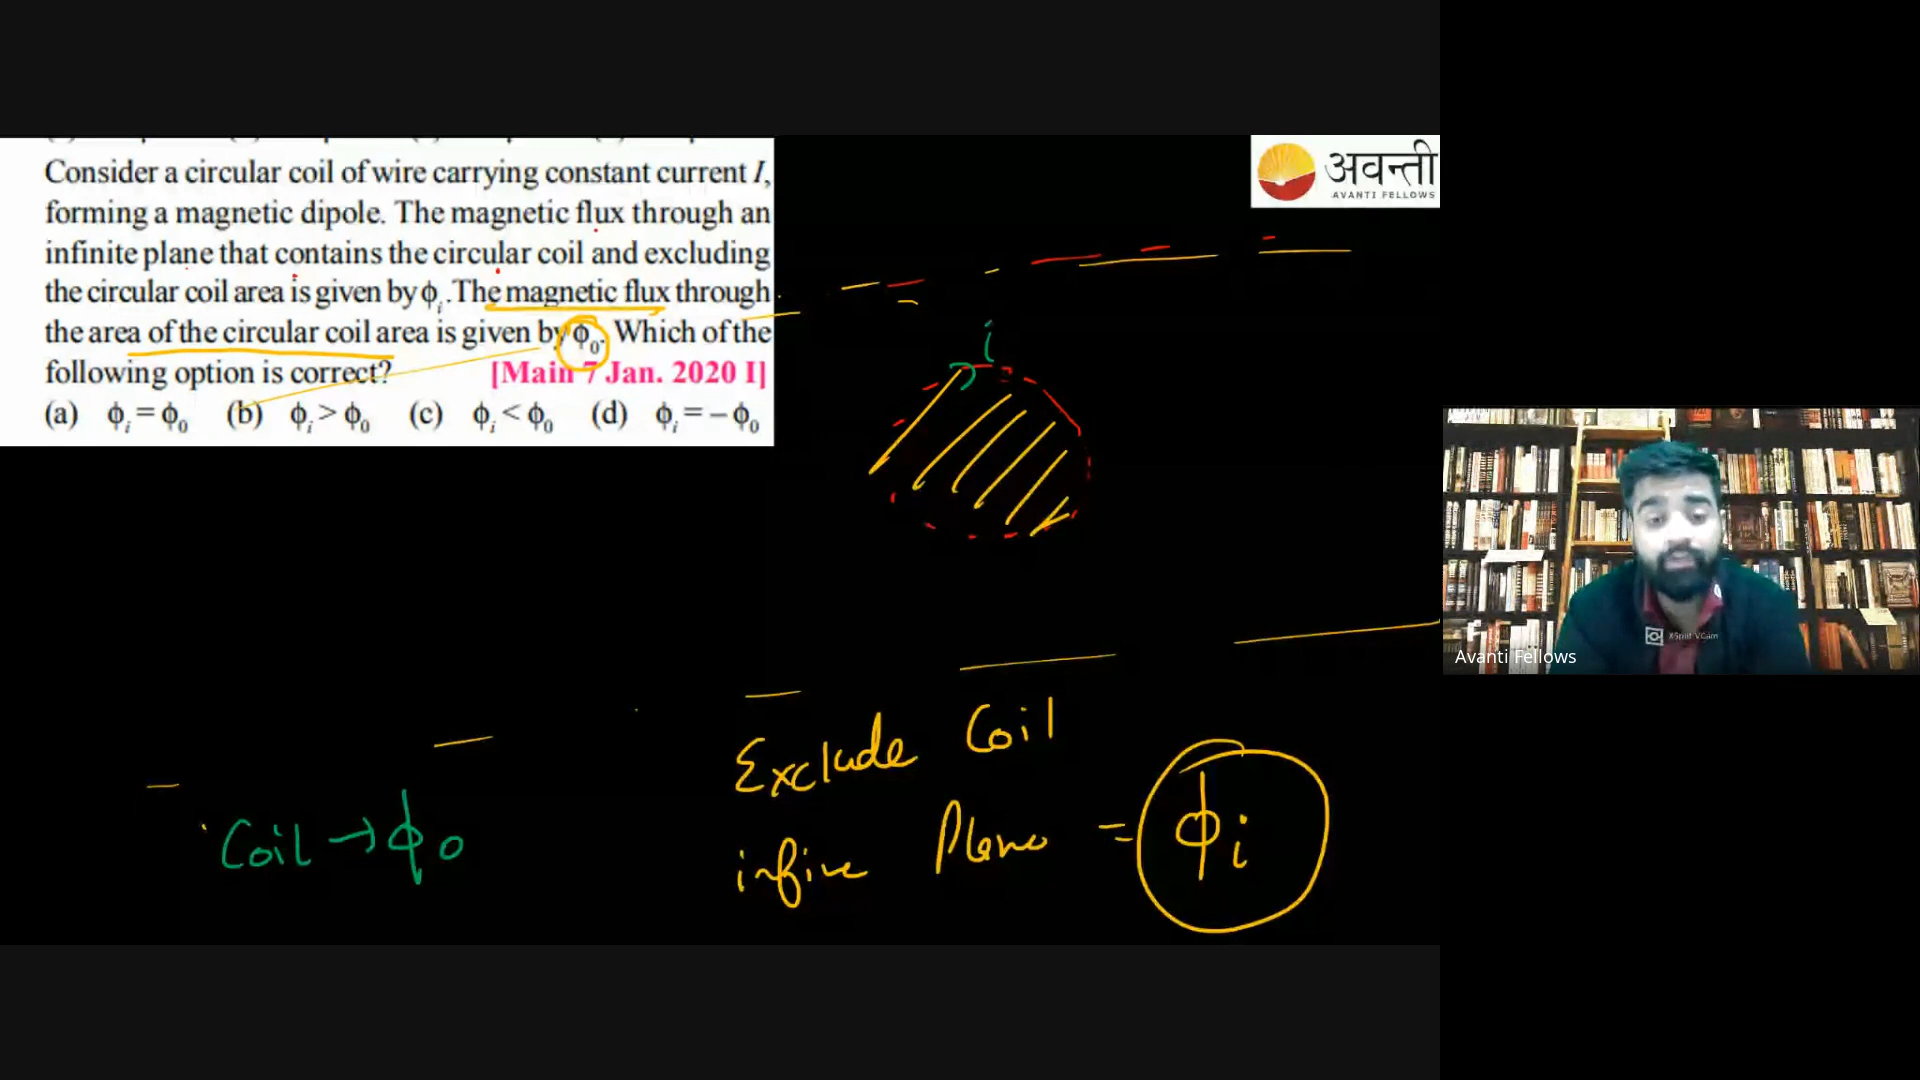 Consider a circular coil of wire carrying constant current I,
forming a magnetic dipole. The magnetic flux through an
infinite plane that contains the circular coil and excluding
the circular coil area is given by ϕᵢ. The magnetic flux through
the area of the circular coil area is given by ϕ₀. Which of the
following option is correct? [Main 7 Jan. 2020 I]
(a) ϕᵢ = ϕ₀ (b) ϕᵢ > ϕ₀ (c) ϕᵢ < ϕ₀ (d) ϕᵢ = – ϕ₀
अवन्ती
AVANTI FELLOWS
i
Exclude Coil
Plane = ϕi
Coil → ϕ0
XSplit VCam
Avanti Fellows